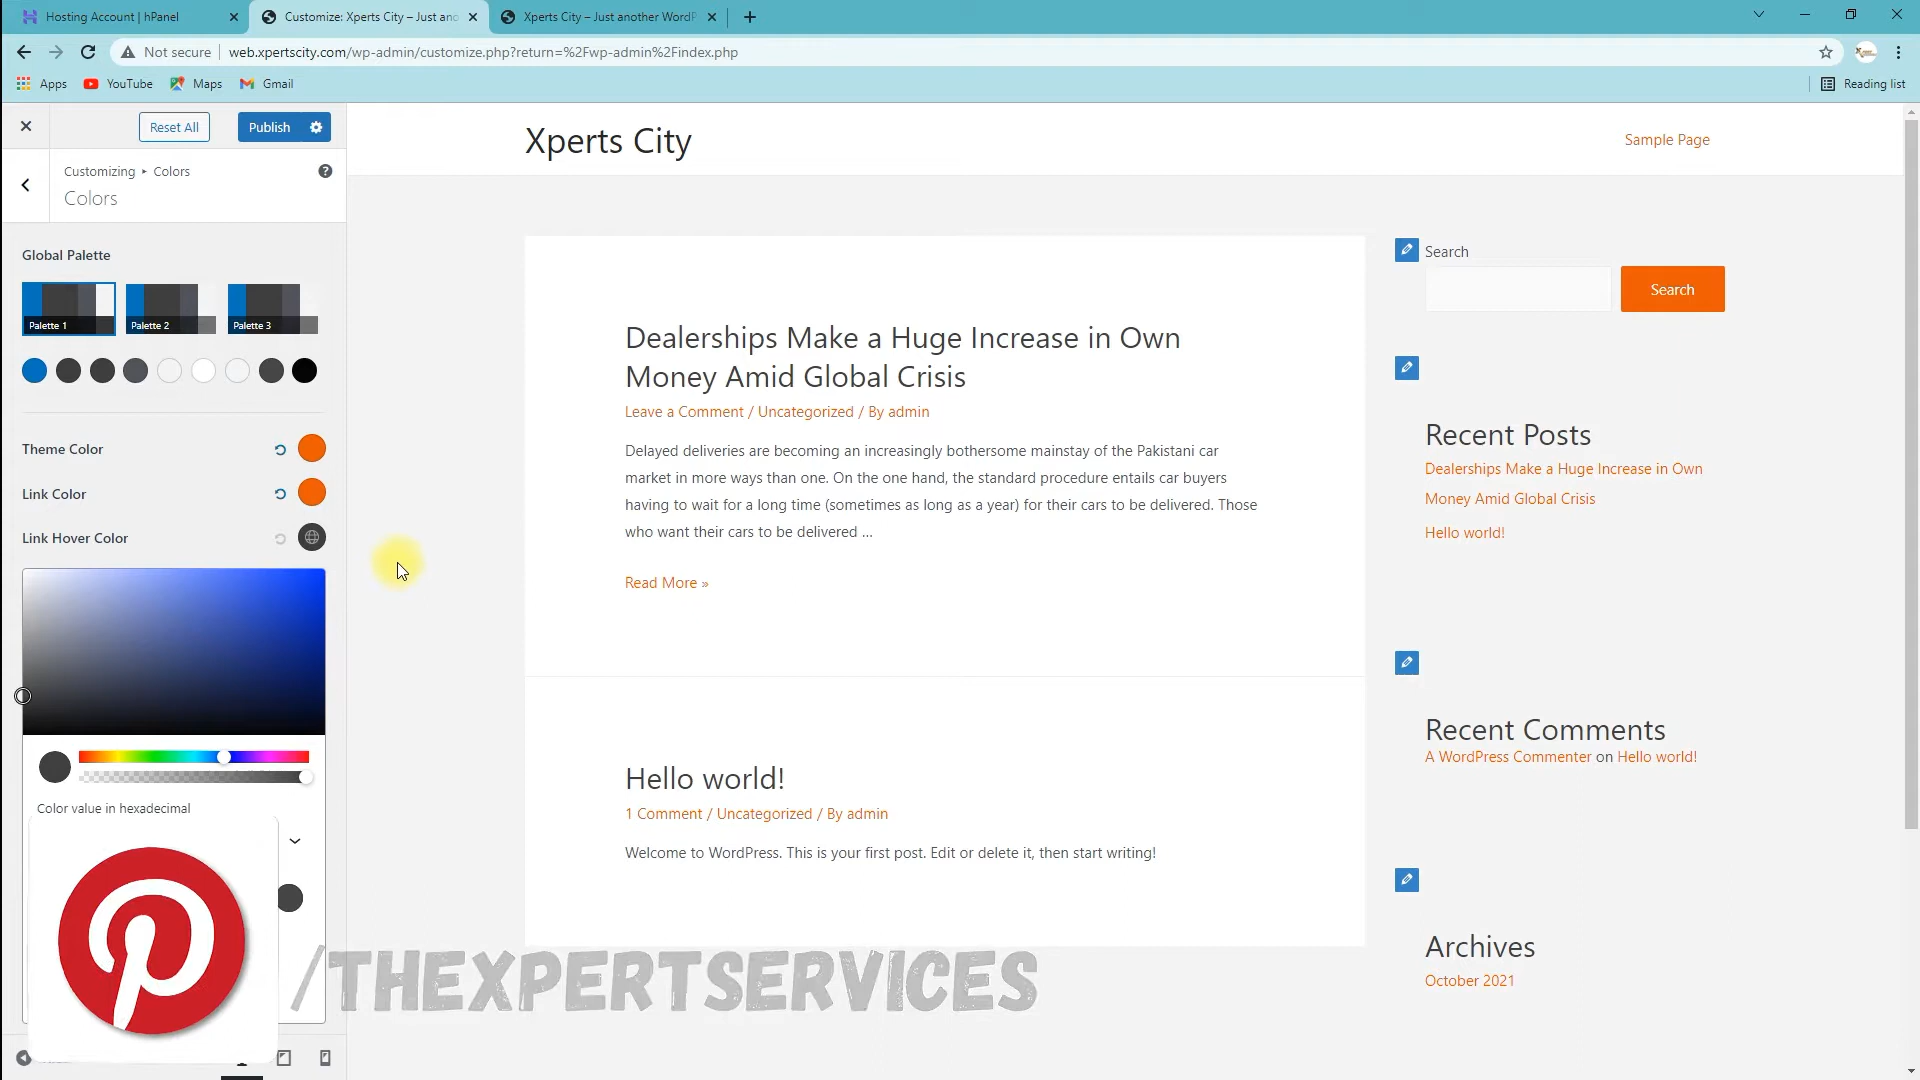 Hosting Account | hPanel
Customize: Xperts City – Just ano
Xperts City – Just another WordP
Not secure
web.xpertscity.com/wp-admin/customize.php?return=%2Fwp-admin%2Findex.php
Apps
YouTube
Maps
Gmail
Reading list
Reset All
Publish
Customizing ▸ Colors
Colors
Global Palette
Palette 1
Palette 2
Palette 3
Theme Color
Link Color
Link Hover Color
Color value in hexadecimal
Xperts City
Sample Page
Dealerships Make a Huge Increase in Own
Money Amid Global Crisis
Leave a Comment / Uncategorized / By admin
Delayed deliveries are becoming an increasingly bothersome mainstay of the Pakistani car
market in more ways than one. On the one hand, the standard procedure entails car buyers
having to wait for a long time (sometimes as long as a year) for their cars to be delivered. Those
who want their cars to be delivered …
Read More »
Hello world!
1 Comment / Uncategorized / By admin
Welcome to WordPress. This is your first post. Edit or delete it, then start writing!
Search
Search
Recent Posts
Dealerships Make a Huge Increase in Own
Money Amid Global Crisis
Hello world!
Recent Comments
A WordPress Commenter on Hello world!
Archives
October 2021
/THEXPERTSERVICES